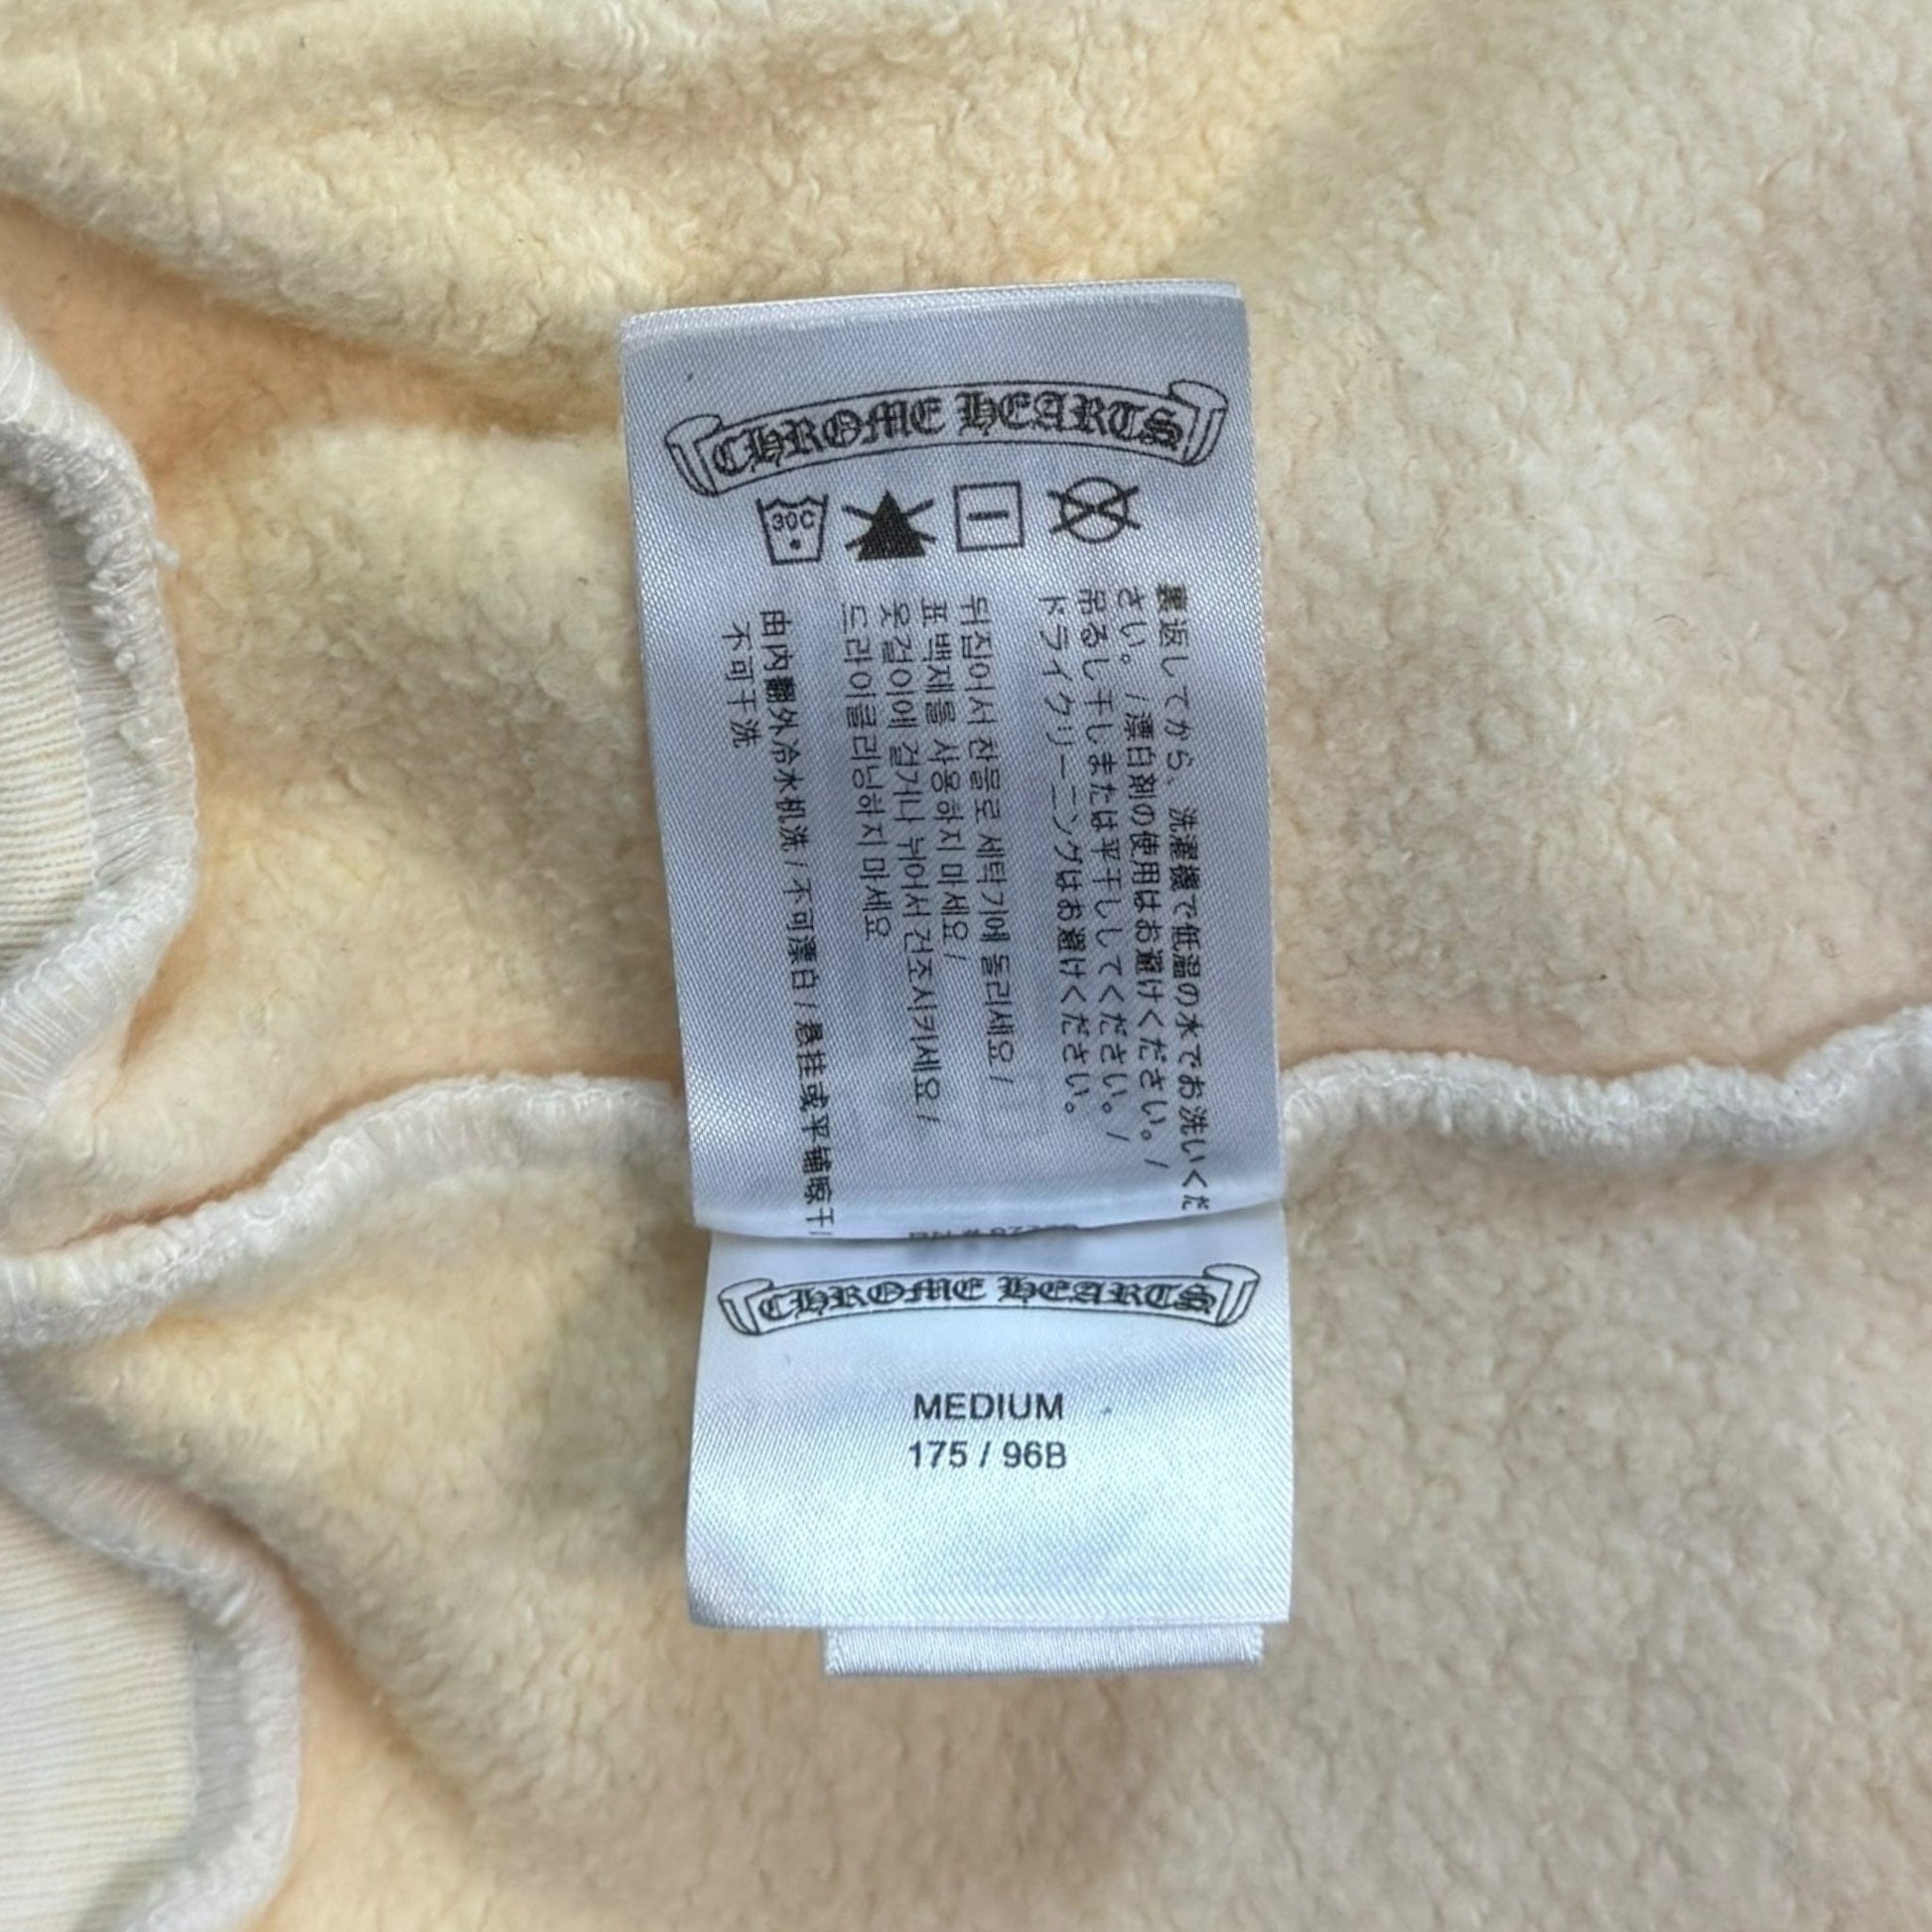 CHROME HEARTS
30C
裏返してから、洗濯機で低温の水でお洗いくだ
さい。/漂白剤の使用はお避けください。/
吊るし干しまたは平干ししてください。/
ドライクリーニングはお避けください。
뒤집어서 찬물로 세탁기에 돌리세요 /
표백제를 사용하지 마세요 /
옷걸이에 걸거나 뉘어서 건조시키세요 /
드라이클리닝하지 마세요
由内翻外冷水机洗 / 不可漂白 / 悬挂或平铺晾干 /
不可干洗
CHROME HEARTS
MEDIUM
175 / 96B